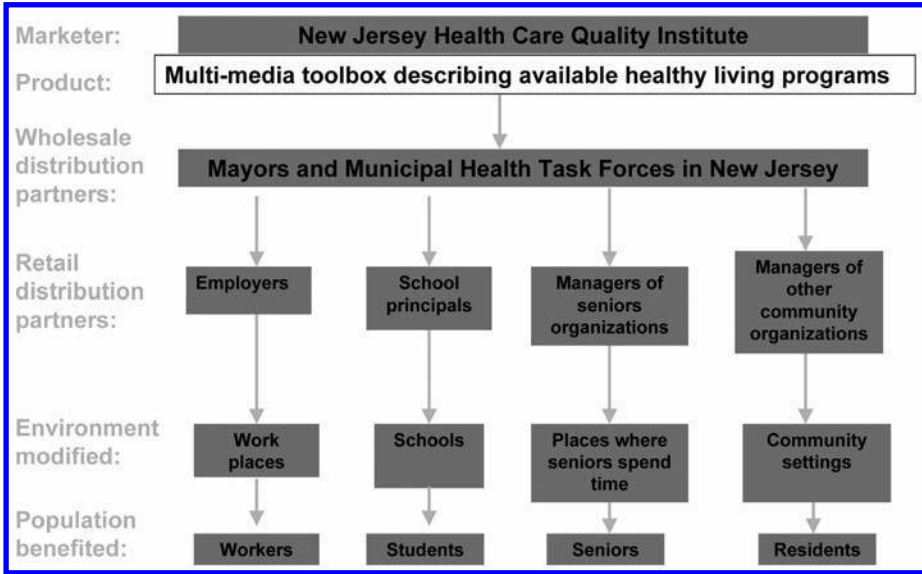 Marketer:
New Jersey Health Care Quality Institute
Product:
Multi-media toolbox describing available healthy living programs
Wholesale
distribution
partners:
Mayors and Municipal Health Task Forces in New Jersey
Retail
distribution
partners:
Employers
School
principals
Managers of
seniors
organizations
Managers of
other
community
organizations
Environment
modified:
Work
places
Schools
Places where
seniors spend
time
Community
settings
Population
benefited:
Workers
Students
Seniors
Residents